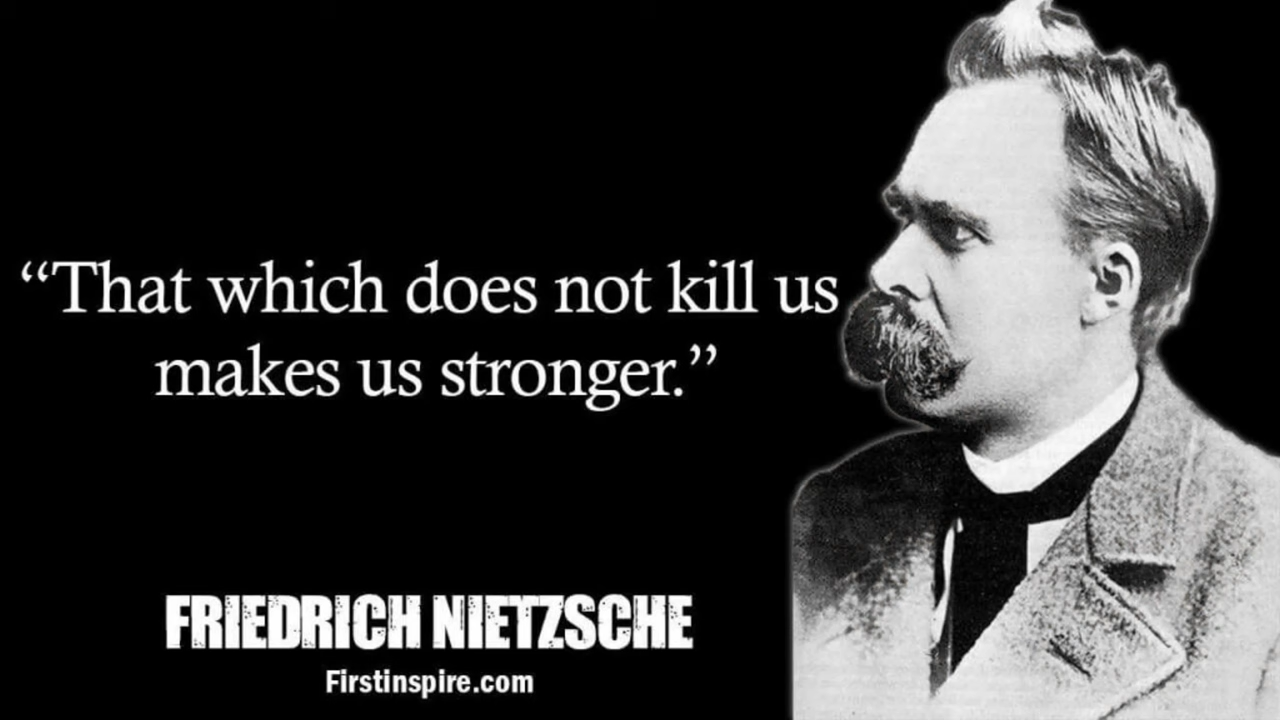 “That which does not kill us
makes us stronger.”
FRIEDRICH NIETZSCHE
Firstinspire.com